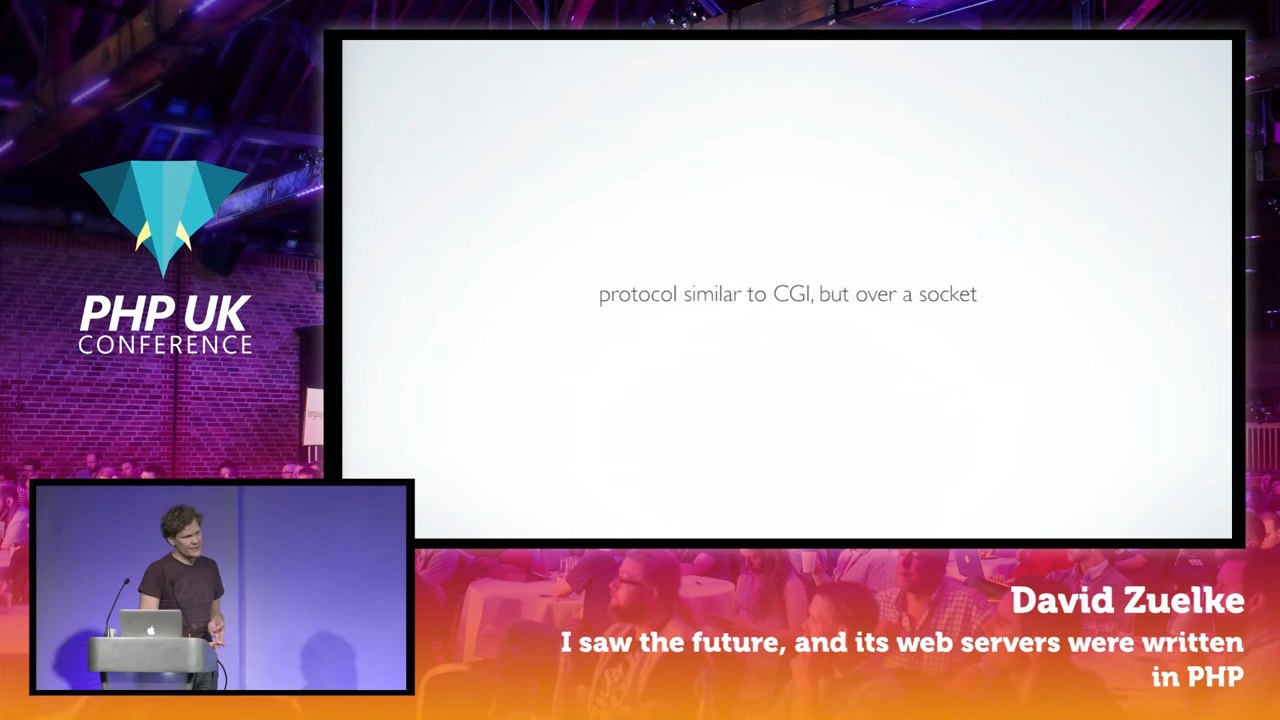 protocol similar to CGI, but over a socket
PHP UK
CONFERENCE
David Zuelke
I saw the future, and its web servers were written
in PHP